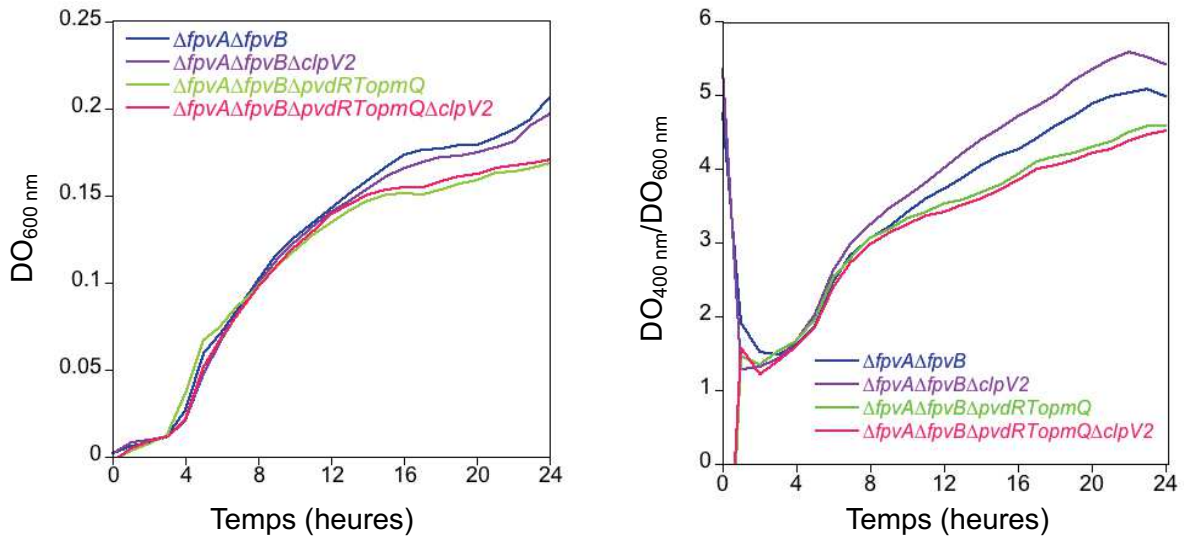 0.25
0.2
0.15
0.1
0.05
0
DO600 nm
ΔfpvAΔfpvB
ΔfpvAΔfpvBΔclpV2
ΔfpvAΔfpvBΔpvdRTopmQ
ΔfpvAΔfpvBΔpvdRTopmQΔclpV2
0 4 8 12 16 20 24
Temps (heures)
6
5
4
3
2
1
0
DO400 nm/DO600 nm
ΔfpvAΔfpvB
ΔfpvAΔfpvBΔclpV2
ΔfpvAΔfpvBΔpvdRTopmQ
ΔfpvAΔfpvBΔpvdRTopmQΔclpV2
0 4 8 12 16 20 24
Temps (heures)